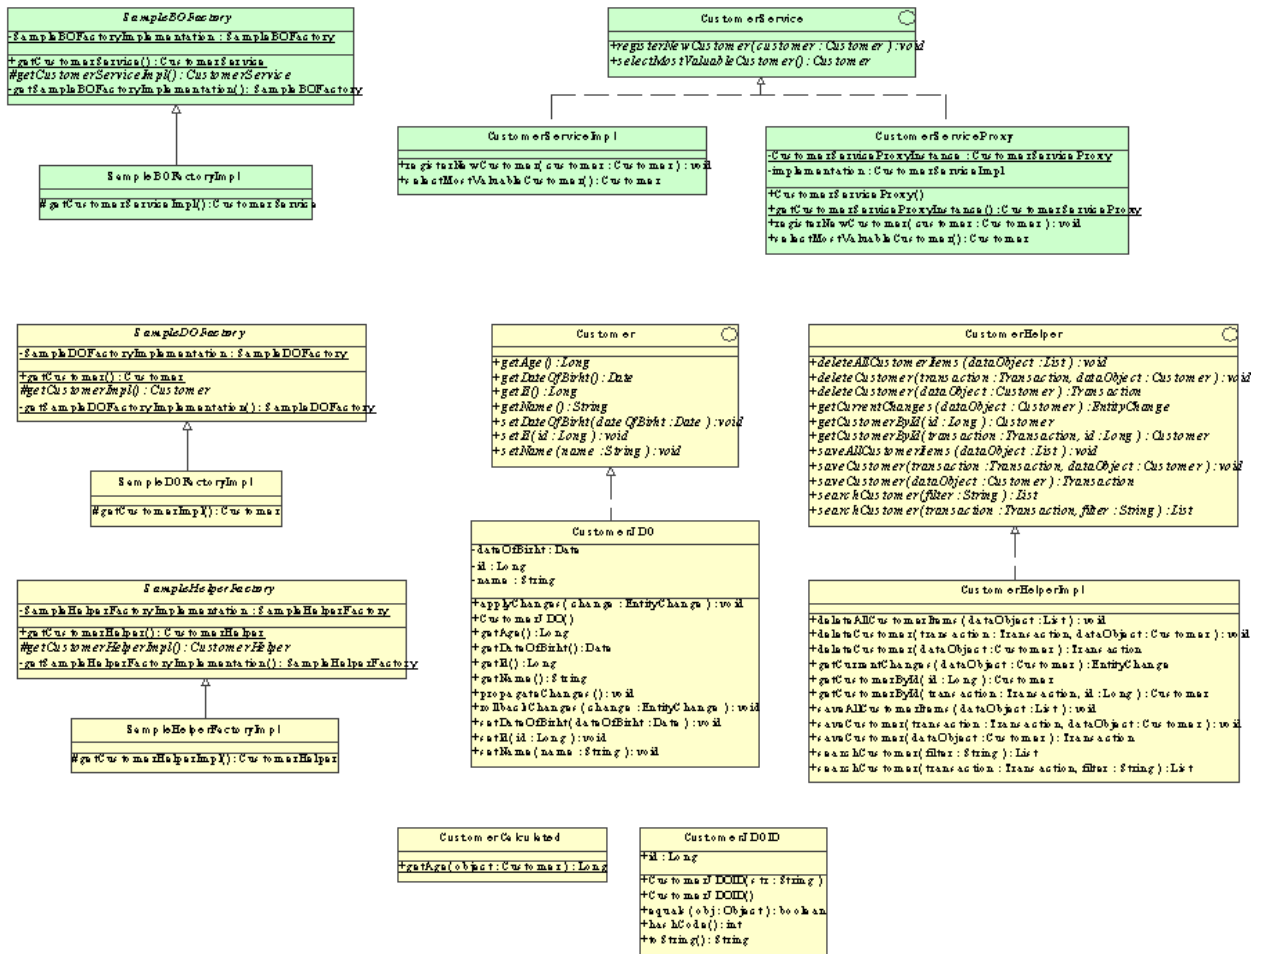 SampleBOFactory
-SampleBOFactoryImplementation : SampleBOFactory
+getCustomerService() : CustomerService
#getCustomerServiceImpl() : CustomerService
-getSampleBOFactoryImplementation() : SampleBOFactory
SampleBOFactoryImpl
#getCustomerServiceImpl() : CustomerService
CustomerService
+registerNewCustomer(customer : Customer) : void
+selectMostValuableCustomer() : Customer
CustomerServiceImpl
+registerNewCustomer(customer : Customer) : void
+selectMostValuableCustomer() : Customer
CustomerServiceProxy
-CustomerServiceProxyInstance : CustomerServiceProxy
-implementation : CustomerServiceImpl
+CustomerServiceProxy()
+getCustomerServiceProxyInstance() : CustomerServiceProxy
+registerNewCustomer(customer : Customer) : void
+selectMostValuableCustomer() : Customer
SampleDOFactory
-SampleDOFactoryImplementation : SampleDOFactory
+getCustomer() : Customer
#getCustomerImpl() : Customer
-getSampleDOFactoryImplementation() : SampleDOFactory
SampleDOFactoryImpl
#getCustomerImpl() : Customer
SampleHelperFactory
-SampleHelperFactoryImplementation : SampleHelperFactory
+getCustomerHelper() : CustomerHelper
#getCustomerHelperImpl() : CustomerHelper
-getSampleHelperFactoryImplementation() : SampleHelperFactory
SampleHelperFactoryImpl
#getCustomerHelperImpl() : CustomerHelper
Customer
+getAge() : Long
+getDateOfBirht() : Date
+getId() : Long
+getName() : String
+setDateOfBirht(dateOfBirht : Date) : void
+setId(id : Long) : void
+setName(name : String) : void
CustomerJDO
-dateOfBirht : Date
-id : Long
-name : String
+applyChanges(change : EntityChange) : void
+CustomerJDO()
+getAge() : Long
+getDateOfBirht() : Date
+getId() : Long
+getName() : String
+propagateChanges() : void
+rollbackChanges(change : EntityChange) : void
+setDateOfBirht(dateOfBirht : Date) : void
+setId(id : Long) : void
+setName(name : String) : void
CustomerHelper
+deleteAllCustomerItems(dataObject : List) : void
+deleteCustomer(transaction : Transaction, dataObject : Customer) : void
+deleteCustomer(dataObject : Customer) : Transaction
+getCurrentChanges(dataObject : Customer) : EntityChange
+getCustomerById(id : Long) : Customer
+getCustomerById(transaction : Transaction, id : Long) : Customer
+saveAllCustomerItems(dataObject : List) : void
+saveCustomer(transaction : Transaction, dataObject : Customer) : void
+saveCustomer(dataObject : Customer) : Transaction
+searchCustomer(filter : String) : List
+searchCustomer(transaction : Transaction, filter : String) : List
CustomerHelperImpl
+deleteAllCustomerItems(dataObject : List) : void
+deleteCustomer(transaction : Transaction, dataObject : Customer) : void
+deleteCustomer(dataObject : Customer) : Transaction
+getCurrentChanges(dataObject : Customer) : EntityChange
+getCustomerById(id : Long) : Customer
+getCustomerById(transaction : Transaction, id : Long) : Customer
+saveAllCustomerItems(dataObject : List) : void
+saveCustomer(transaction : Transaction, dataObject : Customer) : void
+saveCustomer(dataObject : Customer) : Transaction
+searchCustomer(filter : String) : List
+searchCustomer(transaction : Transaction, filter : String) : List
CustomerCalculated
+getAge(object : Customer) : Long
CustomerJDOID
+id : Long
+CustomerJDOID(str : String)
+CustomerJDOID()
+equals(obj : Object) : boolean
+hashCode() : int
+toString() : String